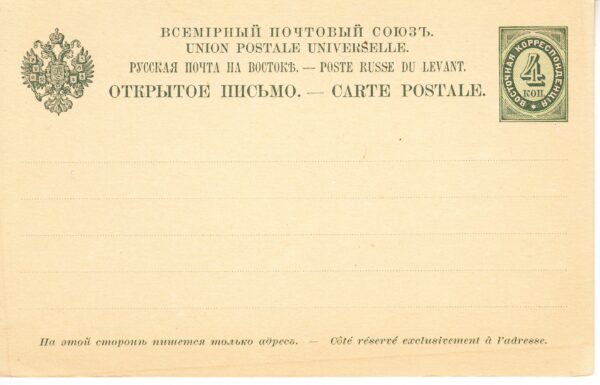 ВСЕМІРНЫЙ ПОЧТОВЫЙ СОЮЗЪ.
UNION POSTALE UNIVERSELLE.
РУССКАЯ ПОЧТА НА ВОСТОКѢ. — POSTE RUSSE DU LEVANT.
ОТКРЫТОЕ ПИСЬМО. — CARTE POSTALE.
ВОСТОЧНАЯ КОРРЕСПОНДЕНЦІЯ
4
КОП.
На этой сторонѣ пишется только адресъ. — Côté réservé exclusivement à l'adresse.